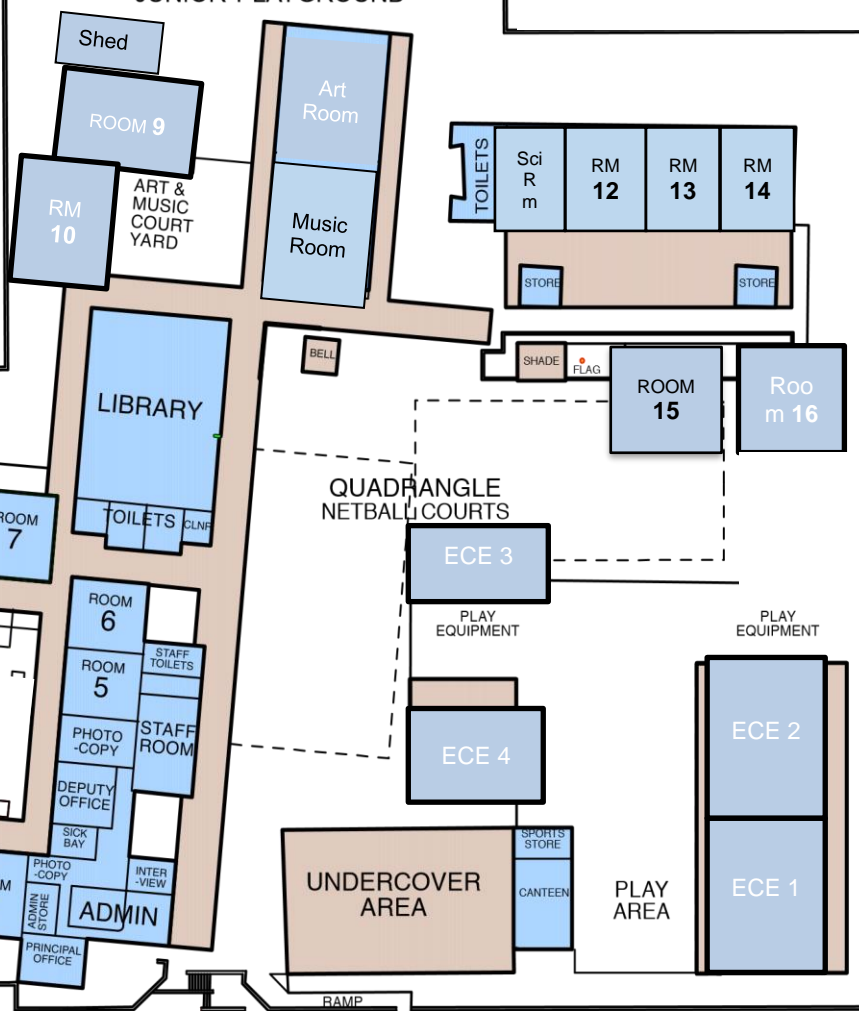 JUNIOR PLAYGROUND
Shed
ROOM 9
Art
Room
TOILETS
Sci
R
m
RM
12
RM
13
RM
14
RM
10
ART &
MUSIC
COURT
YARD
Music
Room
STORE
STORE
BELL
SHADE
FLAG
ROOM
15
Roo
m 16
LIBRARY
QUADRANGLE
NETBALL COURTS
TOILETS
CLNR
ROOM
7
ECE 3
ROOM
6
PLAY
EQUIPMENT
PLAY
EQUIPMENT
STAFF
TOILETS
ROOM
5
PHOTO
-COPY
STAFF
ROOM
ECE 2
ECE 4
DEPUTY
OFFICE
SICK
BAY
SPORTS
STORE
PHOTO
-COPY
INTER
-VIEW
UNDERCOVER
AREA
CANTEEN
PLAY
AREA
ECE 1
M
ADMIN
STORE
ADMIN
PRINCIPAL
OFFICE
RAMP